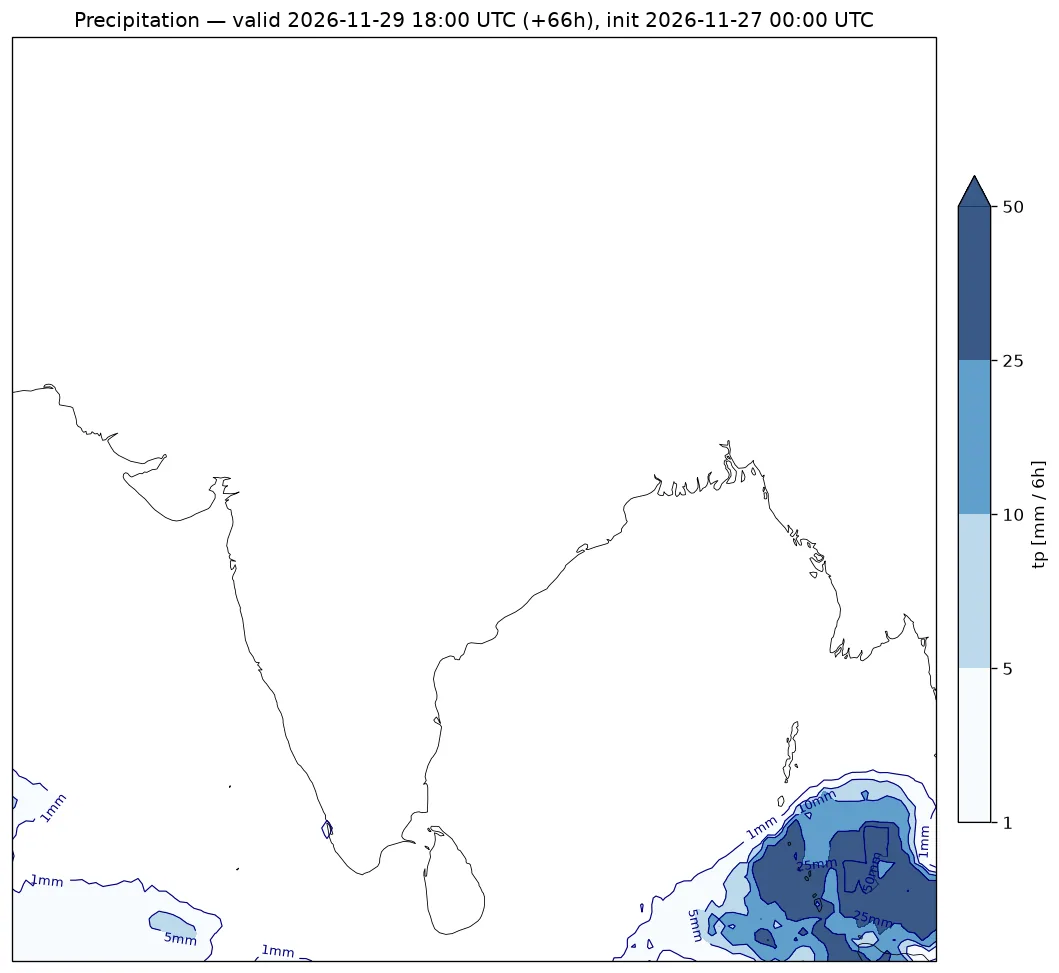 Precipitation — valid 2026-11-29 18:00 UTC (+66h), init 2026-11-27 00:00 UTC
50
25
10
5
1
tp [mm / 6h]
1mm
10mm
1mm
1mm
25mm
50mm
1mm
25mm
5mm
5mm
1mm